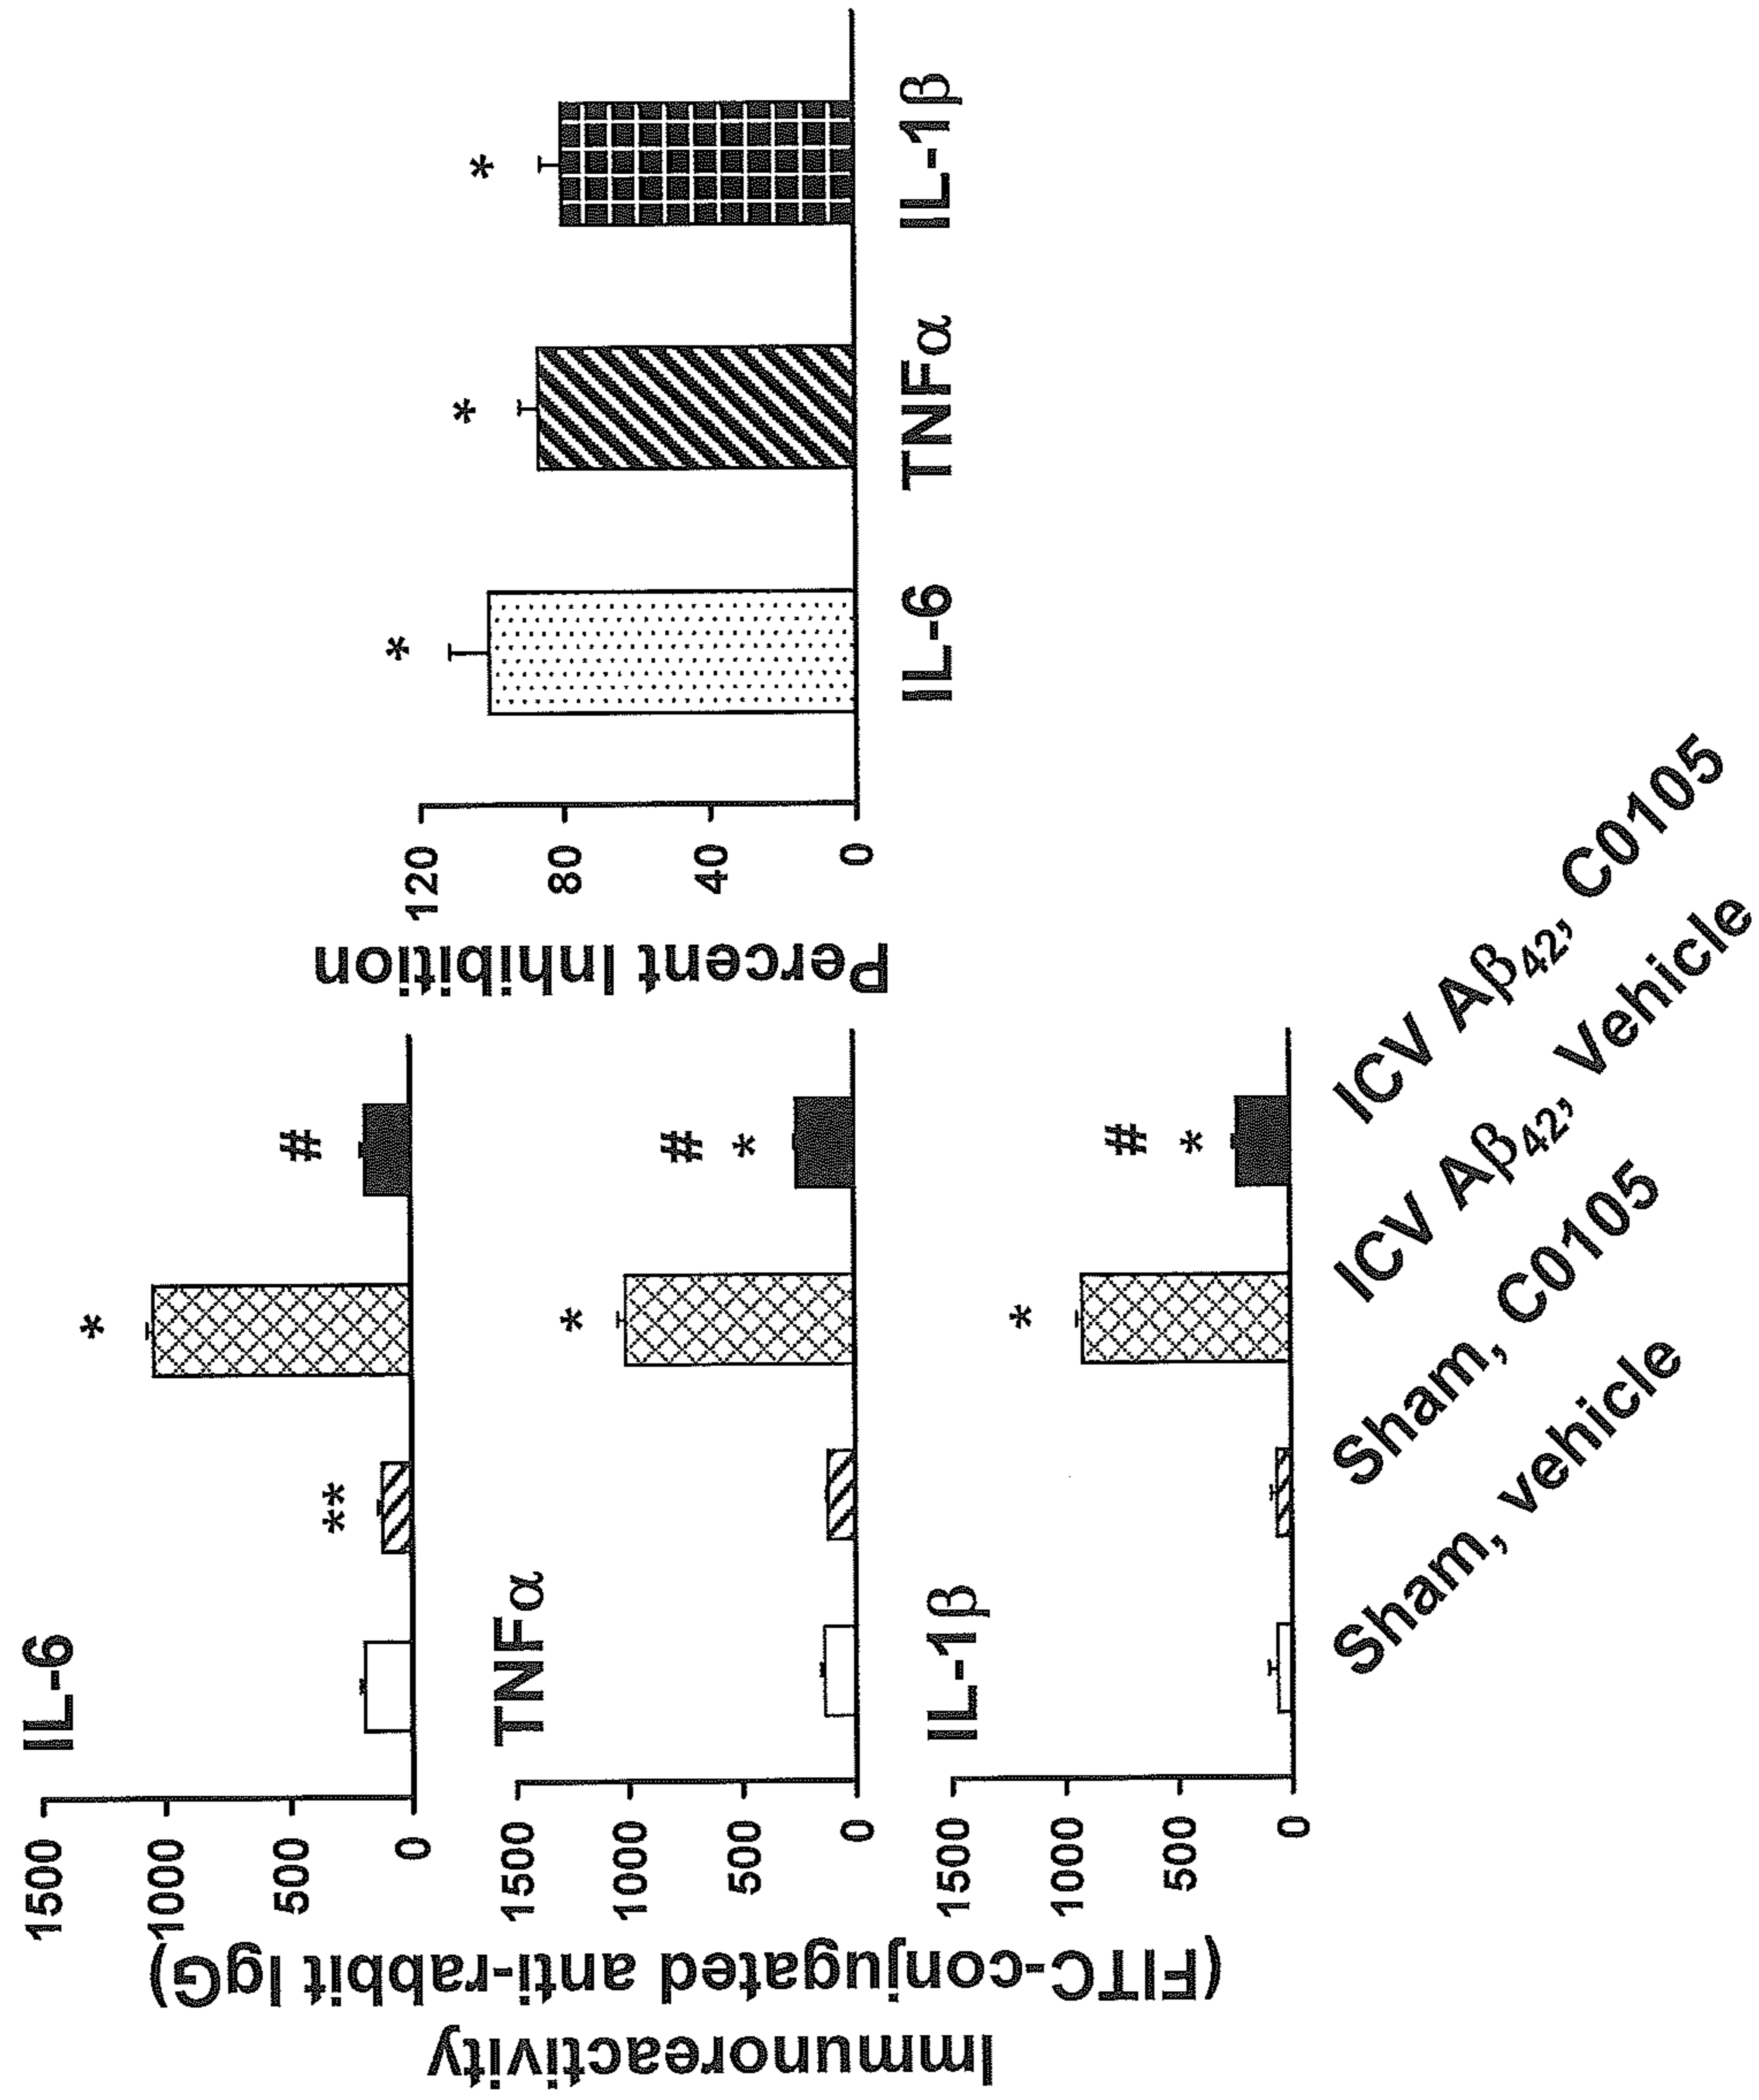 Immunoreactivity
(FITC-conjugated anti-rabbit IgG)
IL-6
1500
1000
500
0
**
*
#
TNFα
1500
1000
500
0
*
#
*
IL-1β
1500
1000
500
0
*
#
*
Sham, vehicle
Sham, C0105
ICV Aβ42, Vehicle
ICV Aβ42, C0105
Percent Inhibition
120
80
40
0
*
*
*
IL-6
TNFα
IL-1β